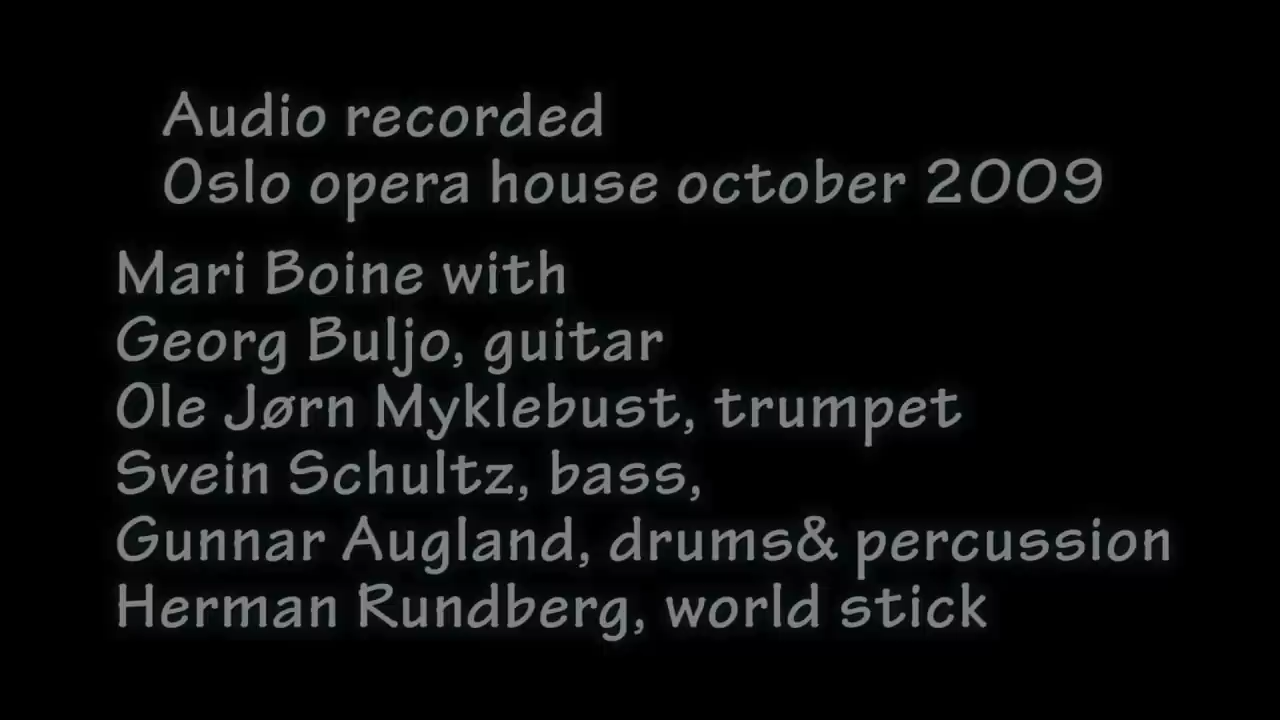 Audio recorded
Oslo opera house october 2009
Mari Boine with
Georg Buljo, guitar
Ole Jørn Myklebust, trumpet
Svein Schultz, bass,
Gunnar Augland, drums& percussion
Herman Rundberg, world stick